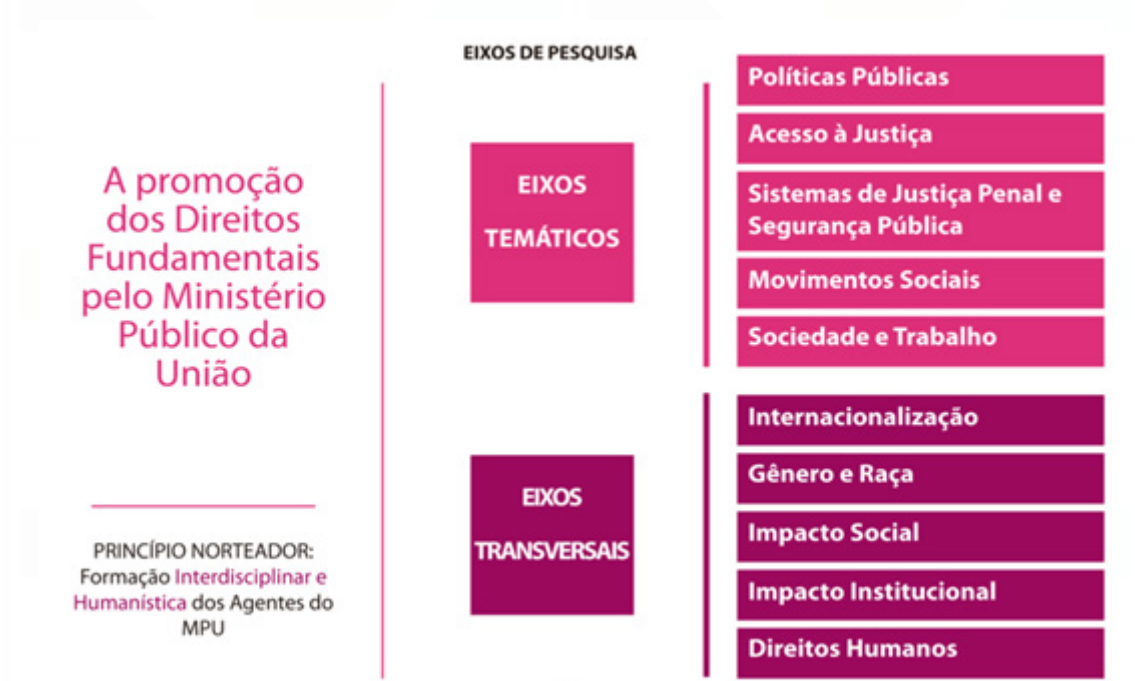 A promoção
dos Direitos
Fundamentais
pelo Ministério
Público da
União
PRINCÍPIO NORTEADOR:
Formação Interdisciplinar e
Humanística dos Agentes do
MPU
EIXOS DE PESQUISA
EIXOS
TEMÁTICOS
Políticas Públicas
Acesso à Justiça
Sistemas de Justiça Penal e
Segurança Pública
Movimentos Sociais
Sociedade e Trabalho
EIXOS
TRANSVERSAIS
Internacionalização
Gênero e Raça
Impacto Social
Impacto Institucional
Direitos Humanos